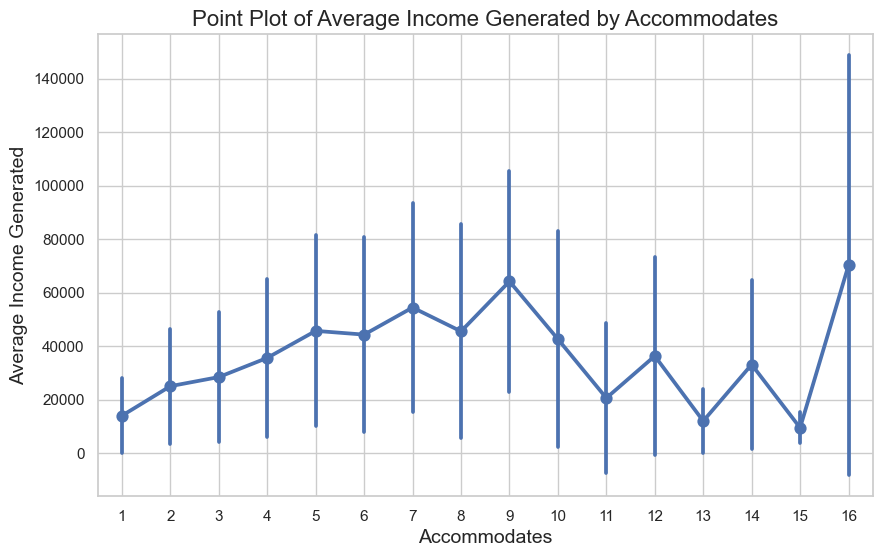 Point Plot of Average Income Generated by Accommodates
Average Income Generated
140000
120000
100000
80000
60000
40000
20000
0
1 2 3 4 5 6 7 8 9 10 11 12 13 14 15 16
Accommodates